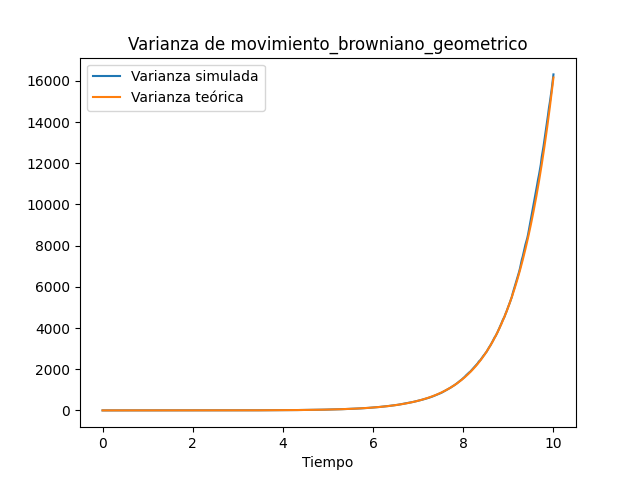 Varianza de movimiento_browniano_geometrico
Varianza simulada
Varianza teórica
16000
14000
12000
10000
8000
6000
4000
2000
0
0 2 4 6 8 10
Tiempo